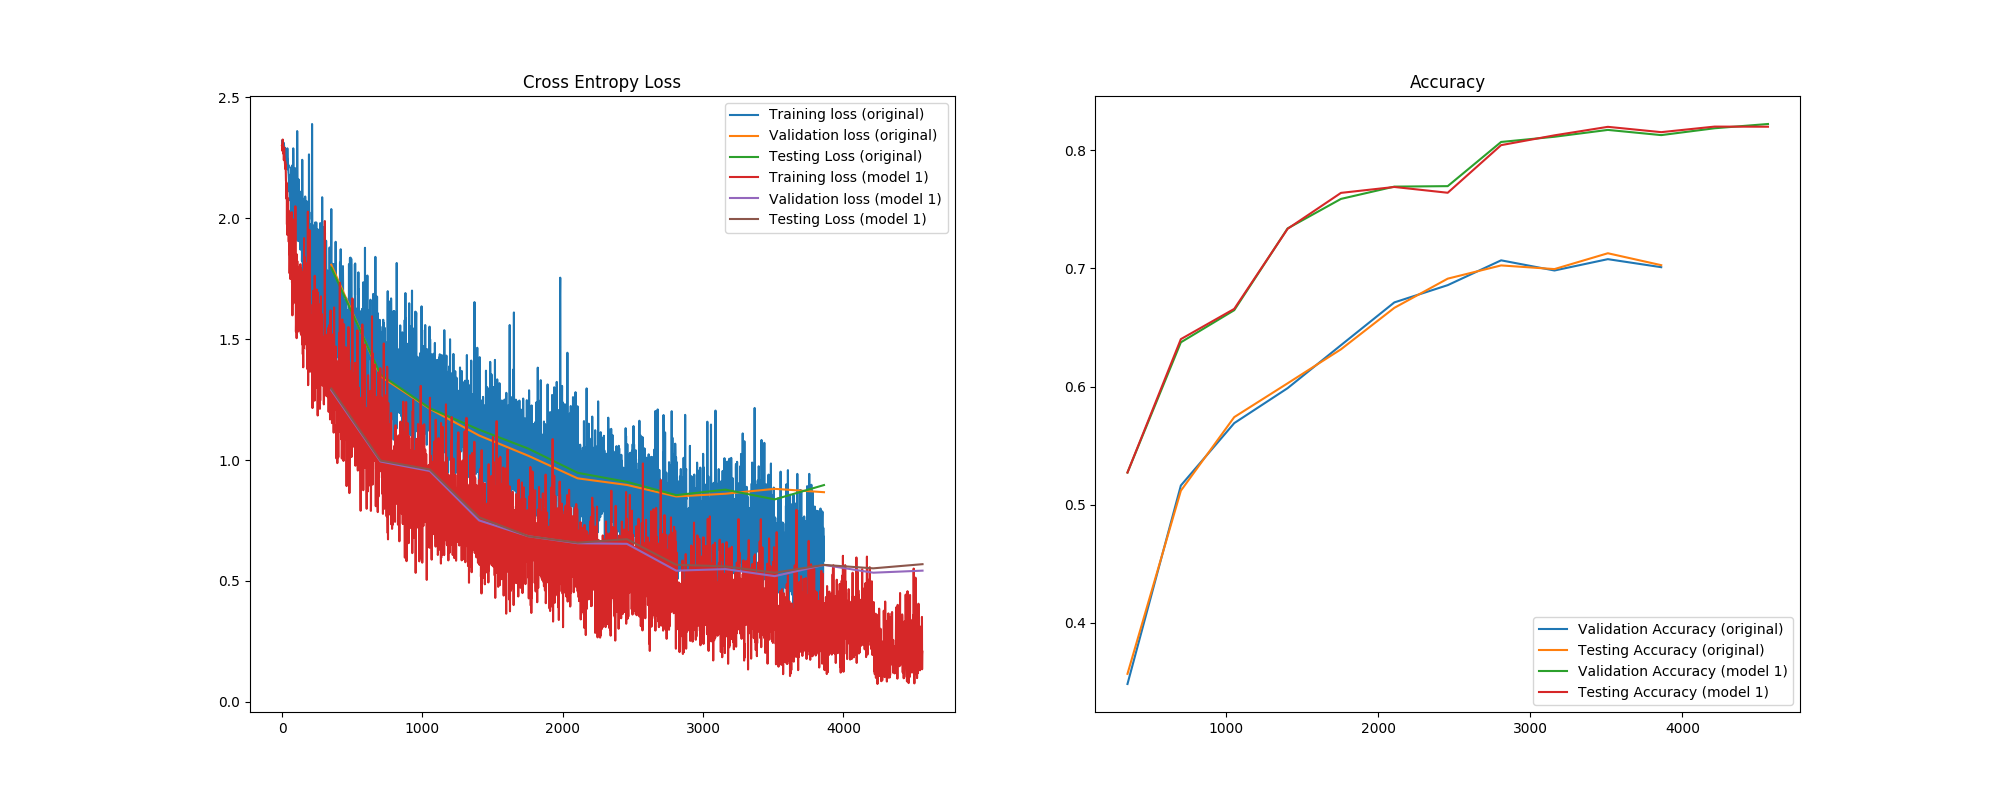 Cross Entropy Loss
2.5
2.0
1.5
1.0
0.5
0.0
0 1000 2000 3000 4000
Training loss (original)
Validation loss (original)
Testing Loss (original)
Training loss (model 1)
Validation loss (model 1)
Testing Loss (model 1)
Accuracy
0.8
0.7
0.6
0.5
0.4
1000 2000 3000 4000
Validation Accuracy (original)
Testing Accuracy (original)
Validation Accuracy (model 1)
Testing Accuracy (model 1)